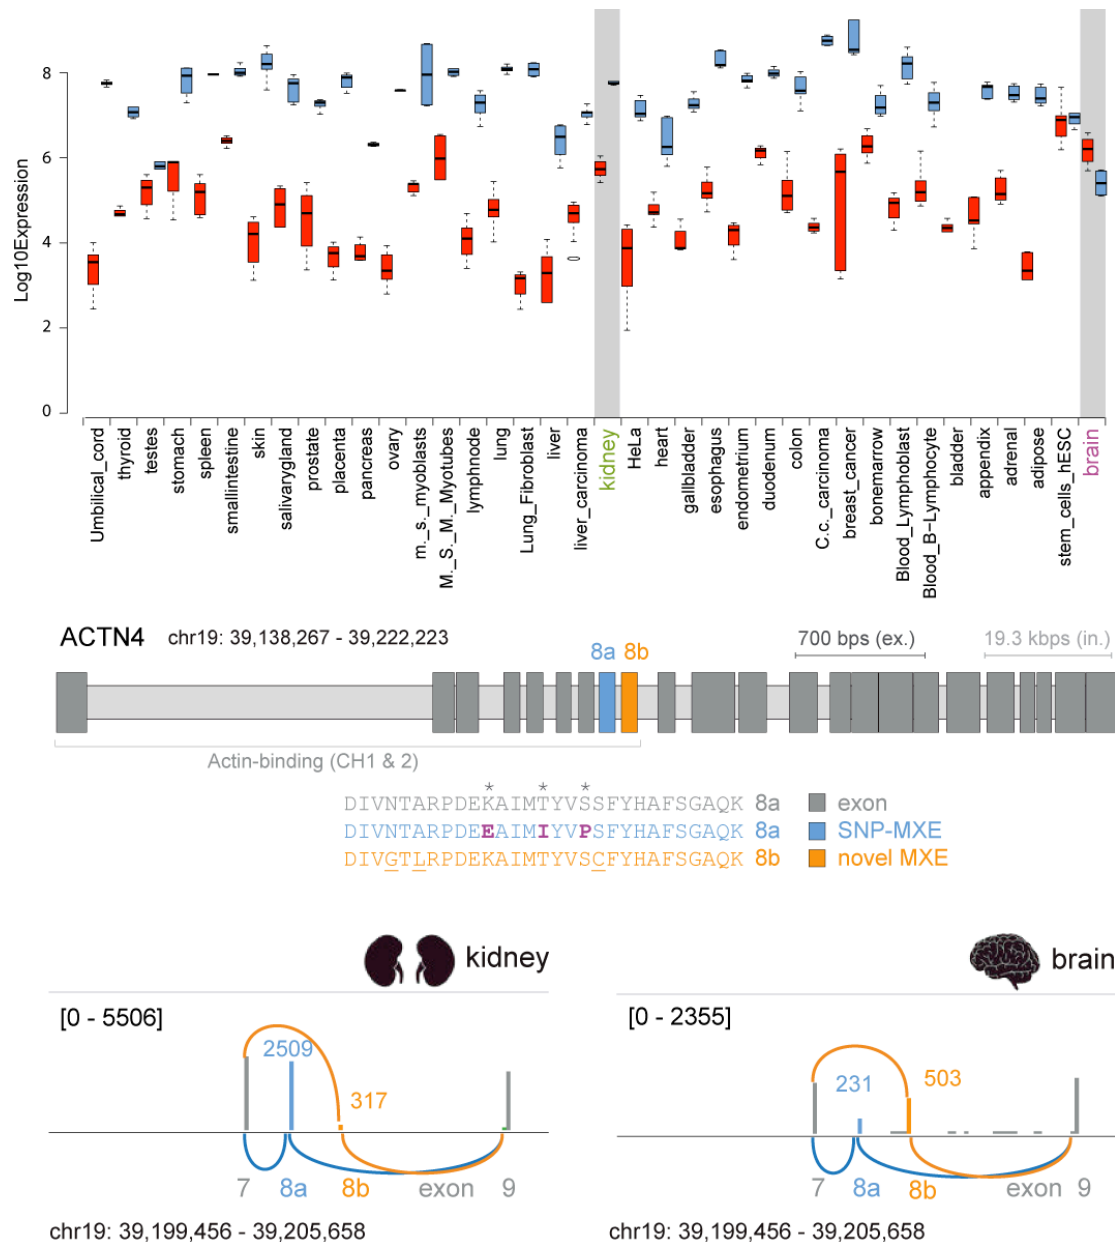 Log10Expression
8
6
4
2
0
Umbilical_cord
thyroid
testes
stomach
spleen
smallintestine
skin
salivarygland
prostate
placenta
pancreas
ovary
m._s._myoblasts
M._S._M._Myotubes
lymphnode
lung
Lung_Fibroblast
liver
liver_carcinoma
kidney
HeLa
heart
gallbladder
esophagus
endometrium
duodenum
colon
C.c._carcinoma
breast_cancer
bonemarrow
Blood_Lymphoblast
Blood_B-Lymphocyte
bladder
appendix
adrenal
adipose
stem_cells_hESC
brain
ACTN4 chr19: 39,138,267 - 39,222,223
700 bps (ex.) 19.3 kbps (in.)
8a 8b
Actin-binding (CH1 & 2)
* * *
DIVNTARPDEKAIMTYVSSFYHAFSGAQK 8a exon
DIVNTARPDEEAIMIYVPSFYHAFSGAQK 8a SNP-MXE
DIVGTLRPDEKAIMTYVSCFYHAFSGAQK 8b novel MXE
kidney
[0 - 5506]
2509
317
7 8a 8b exon 9
chr19: 39,199,456 - 39,205,658
brain
[0 - 2355]
231
503
7 8a 8b exon 9
chr19: 39,199,456 - 39,205,658